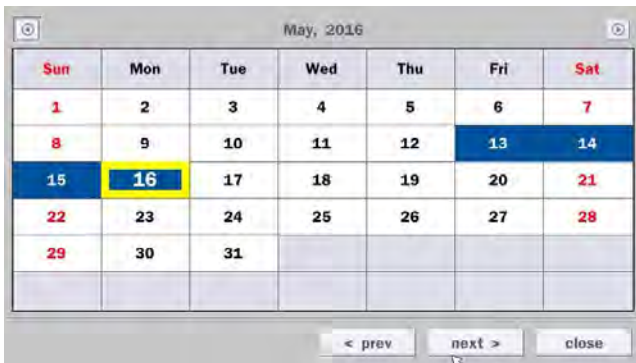 May, 2016
Sun Mon Tue Wed Thu Fri Sat
1 2 3 4 5 6 7
8 9 10 11 12 13 14
15 16 17 18 19 20 21
22 23 24 25 26 27 28
29 30 31
< prev next > close